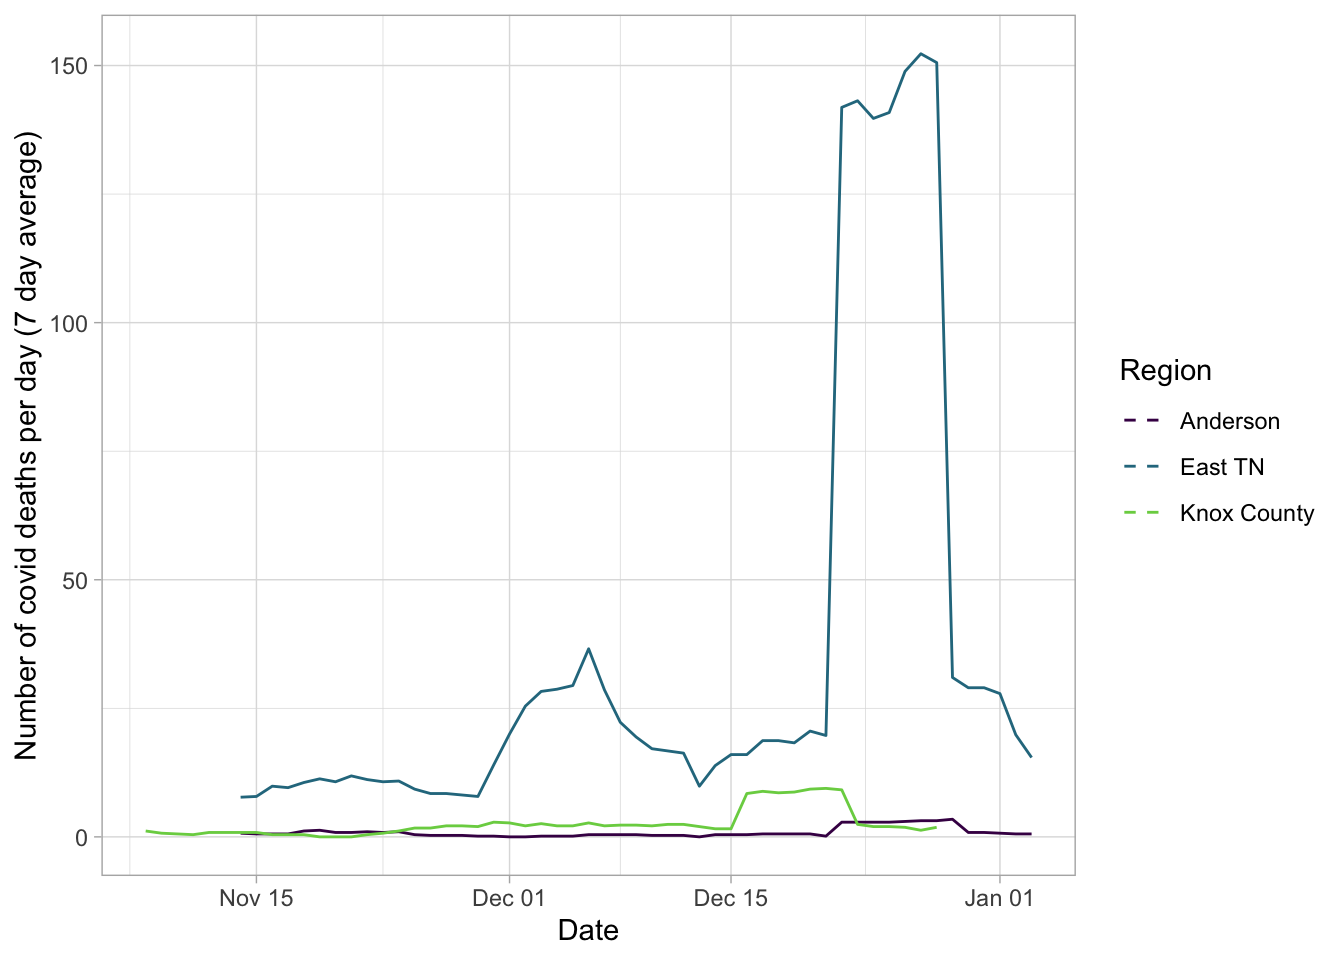 Number of covid deaths per day (7 day average)
150
100
50
0
Nov 15
Dec 01
Dec 15
Jan 01
Date
Region
Anderson
East TN
Knox County